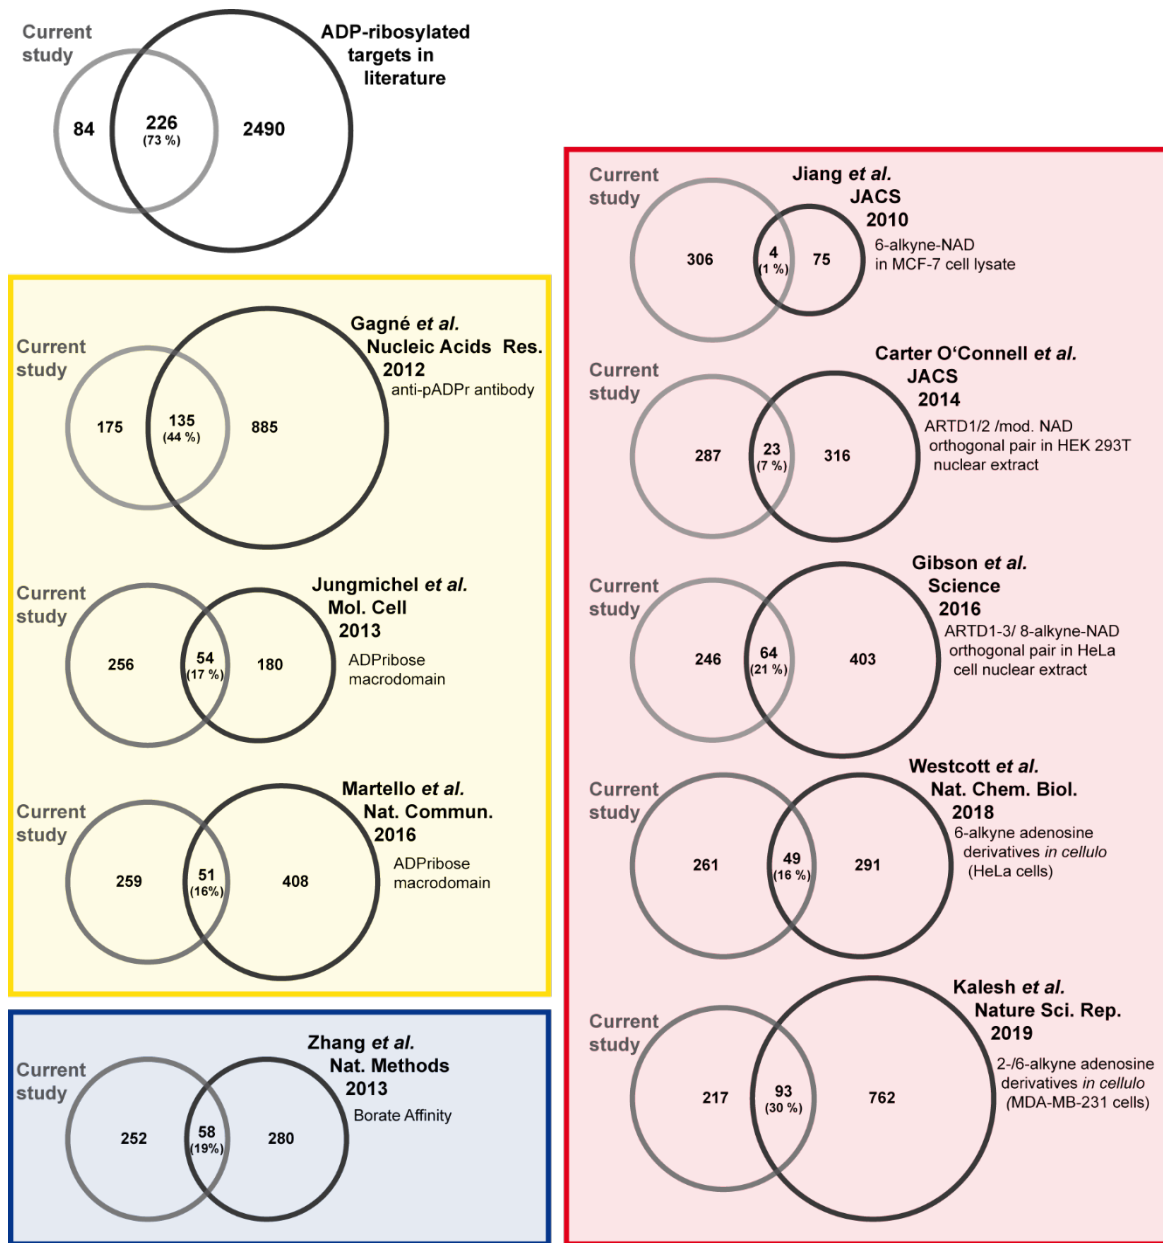 Current
study
ADP-ribosylated
targets in
literature
84
226
(73 %)
2490
Current
study
Gagné et al.
Nucleic Acids Res.
2012
anti-pADPr antibody
175
135
(44 %)
885
Current
study
Jungmichel et al.
Mol. Cell
2013
ADPribose
macrodomain
256
54
(17 %)
180
Current
study
Martello et al.
Nat. Commun.
2016
ADPribose
macrodomain
259
51
(16%)
408
Current
study
Zhang et al.
Nat. Methods
2013
Borate Affinity
252
58
(19%)
280
Current
study
Jiang et al.
JACS
2010
6-alkyne-NAD
in MCF-7 cell lysate
306
4
(1 %)
75
Current
study
Carter O‘Connell et al.
JACS
2014
ARTD1/2 /mod. NAD
orthogonal pair in HEK 293T
nuclear extract
287
23
(7 %)
316
Current
study
Gibson et al.
Science
2016
ARTD1-3/ 8-alkyne-NAD
orthogonal pair in HeLa
cell nuclear extract
246
64
(21 %)
403
Current
study
Westcott et al.
Nat. Chem. Biol.
2018
6-alkyne adenosine
derivatives in cellulo
(HeLa cells)
261
49
(16 %)
291
Current
study
Kalesh et al.
Nature Sci. Rep.
2019
2-/6-alkyne adenosine
derivatives in cellulo
(MDA-MB-231 cells)
217
93
(30 %)
762